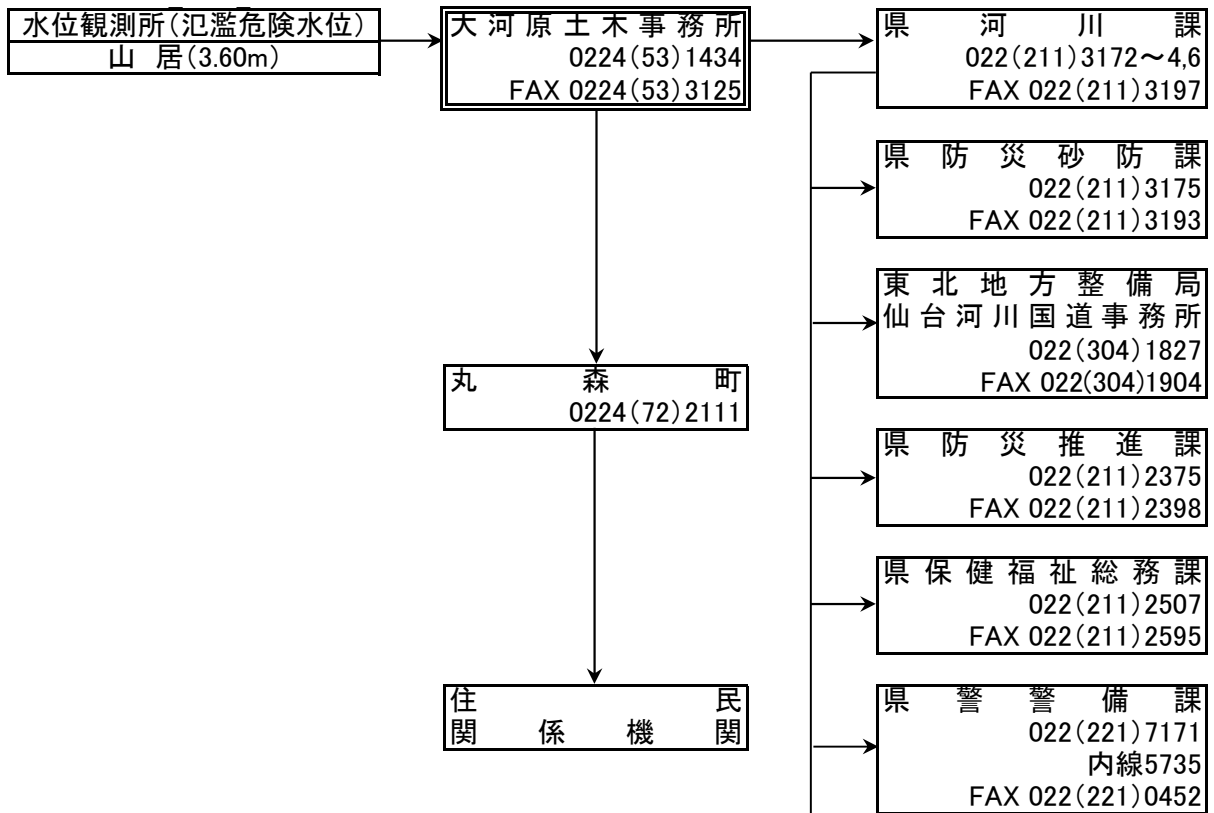 水位観測所(氾濫危険水位)
山　居(3.60m)
大河原土木事務所
0224(53)1434
FAX 0224(53)3125
県河川課
022(211)3172～4,6
FAX 022(211)3197
県防災砂防課
022(211)3175
FAX 022(211)3193
東北地方整備局
仙台河川国道事務所
022(304)1827
FAX 022(304)1904
丸森町
0224(72)2111
県防災推進課
022(211)2375
FAX 022(211)2398
県保健福祉総務課
022(211)2507
FAX 022(211)2595
住民
関係機関
県警警備課
022(221)7171
内線5735
FAX 022(221)0452